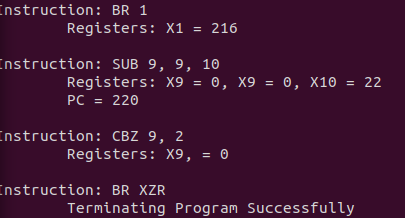 Instruction: BR 1
Registers: X1 = 216
Instruction: SUB 9, 9, 10
Registers: X9 = 0, X9 = 0, X10 = 22
PC = 220
Instruction: CBZ 9, 2
Registers: X9, = 0
Instruction: BR XZR
Terminating Program Successfully